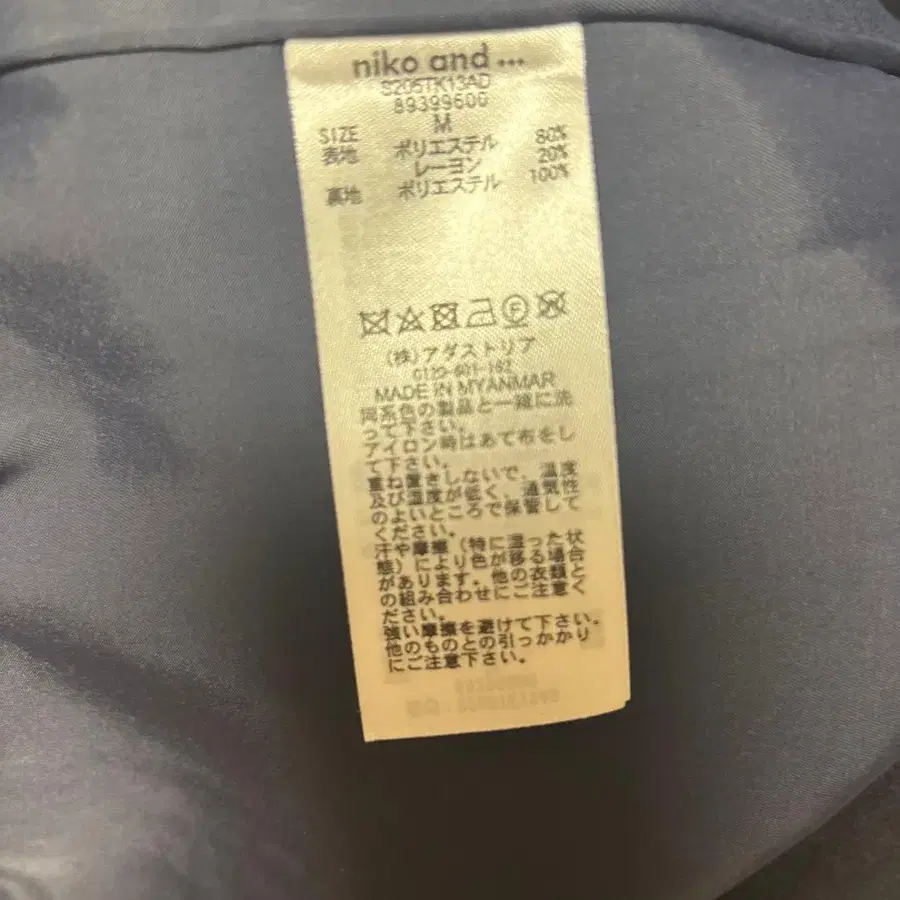 niko and ...
S205TK13AD
89399600
SIZE M
表地 ポリエステル 80%
レーヨン 20%
裏地 ポリエステル 100%
(株)アダストリア
0120-601-162
MADE IN MYANMAR
同系色の製品と一緒に洗
って下さい。
アイロン時はあて布をし
て下さい。
重ね置きしないで、温度
及び湿度が低く、通気性
のよいところで保管して
ください。
汗や摩擦(特に湿った状
態)により色が移る場合
があります。他の衣類と
の組み合わせにご注意く
ださい。
強い摩擦を避けて下さい。
他のものとの引っかかり
にご注意下さい。